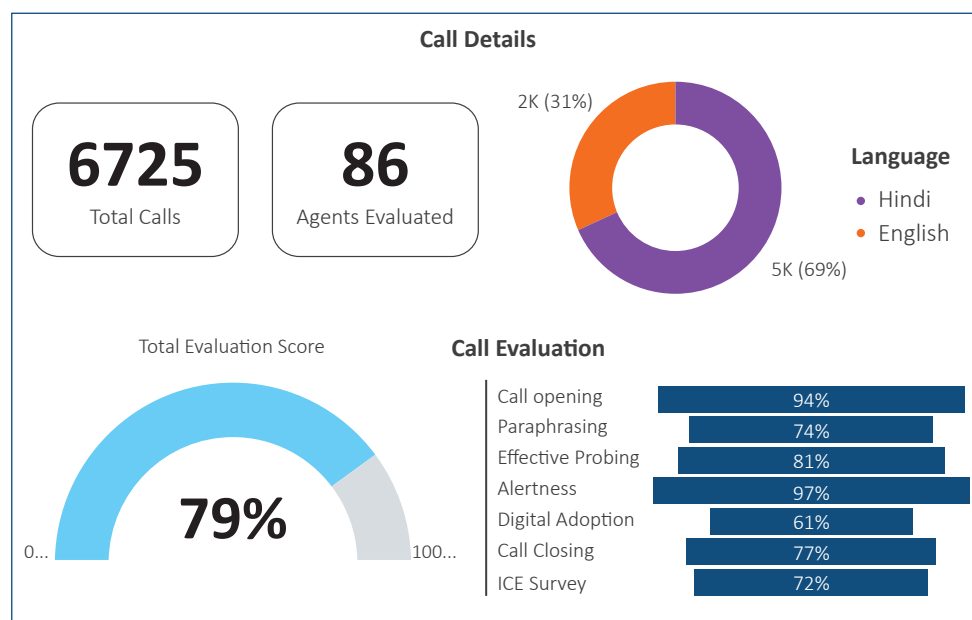 Call Details
6725
Total Calls
86
Agents Evaluated
2K (31%)
5K (69%)
Language
Hindi
English
Total Evaluation Score
79%
0...
100...
Call Evaluation
Call opening 94%
Paraphrasing 74%
Effective Probing 81%
Alertness 97%
Digital Adoption 61%
Call Closing 77%
ICE Survey 72%